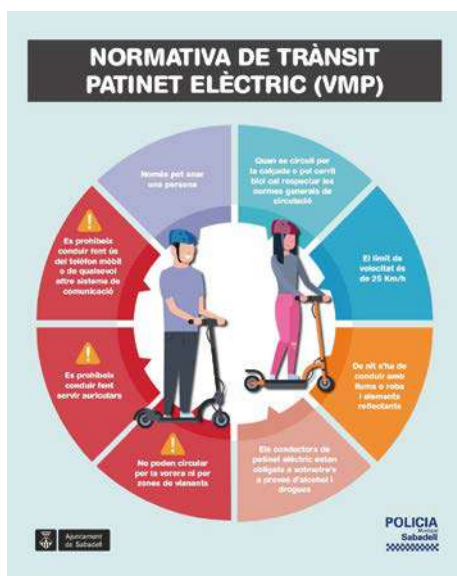 NORMATIVA DE TRÀNSIT
PATINET ELÈCTRIC (VMP)
Només pot anar
una persona
Quan es circuli per
la calçada o pel carril
bici cal respectar les
normes generals de
circulació
El límit de
velocitat és
de 25 Km/h
De nit s'ha de
conduir amb
llums o roba
i elements
reflectants
Els conductors de
patinet elèctric estan
obligats a sotmetre's
a proves d'alcohol i
drogues
No poden circular
per la vorera ni per
zones de vianants
Es prohibeix
conduir fent
servir auriculars
Es prohibeix
conduir fent ús
del telèfon mòbil
o de qualsevol
altre sistema de
comunicació
Ajuntament
de Sabadell
POLICIA
Municipal
Sabadell